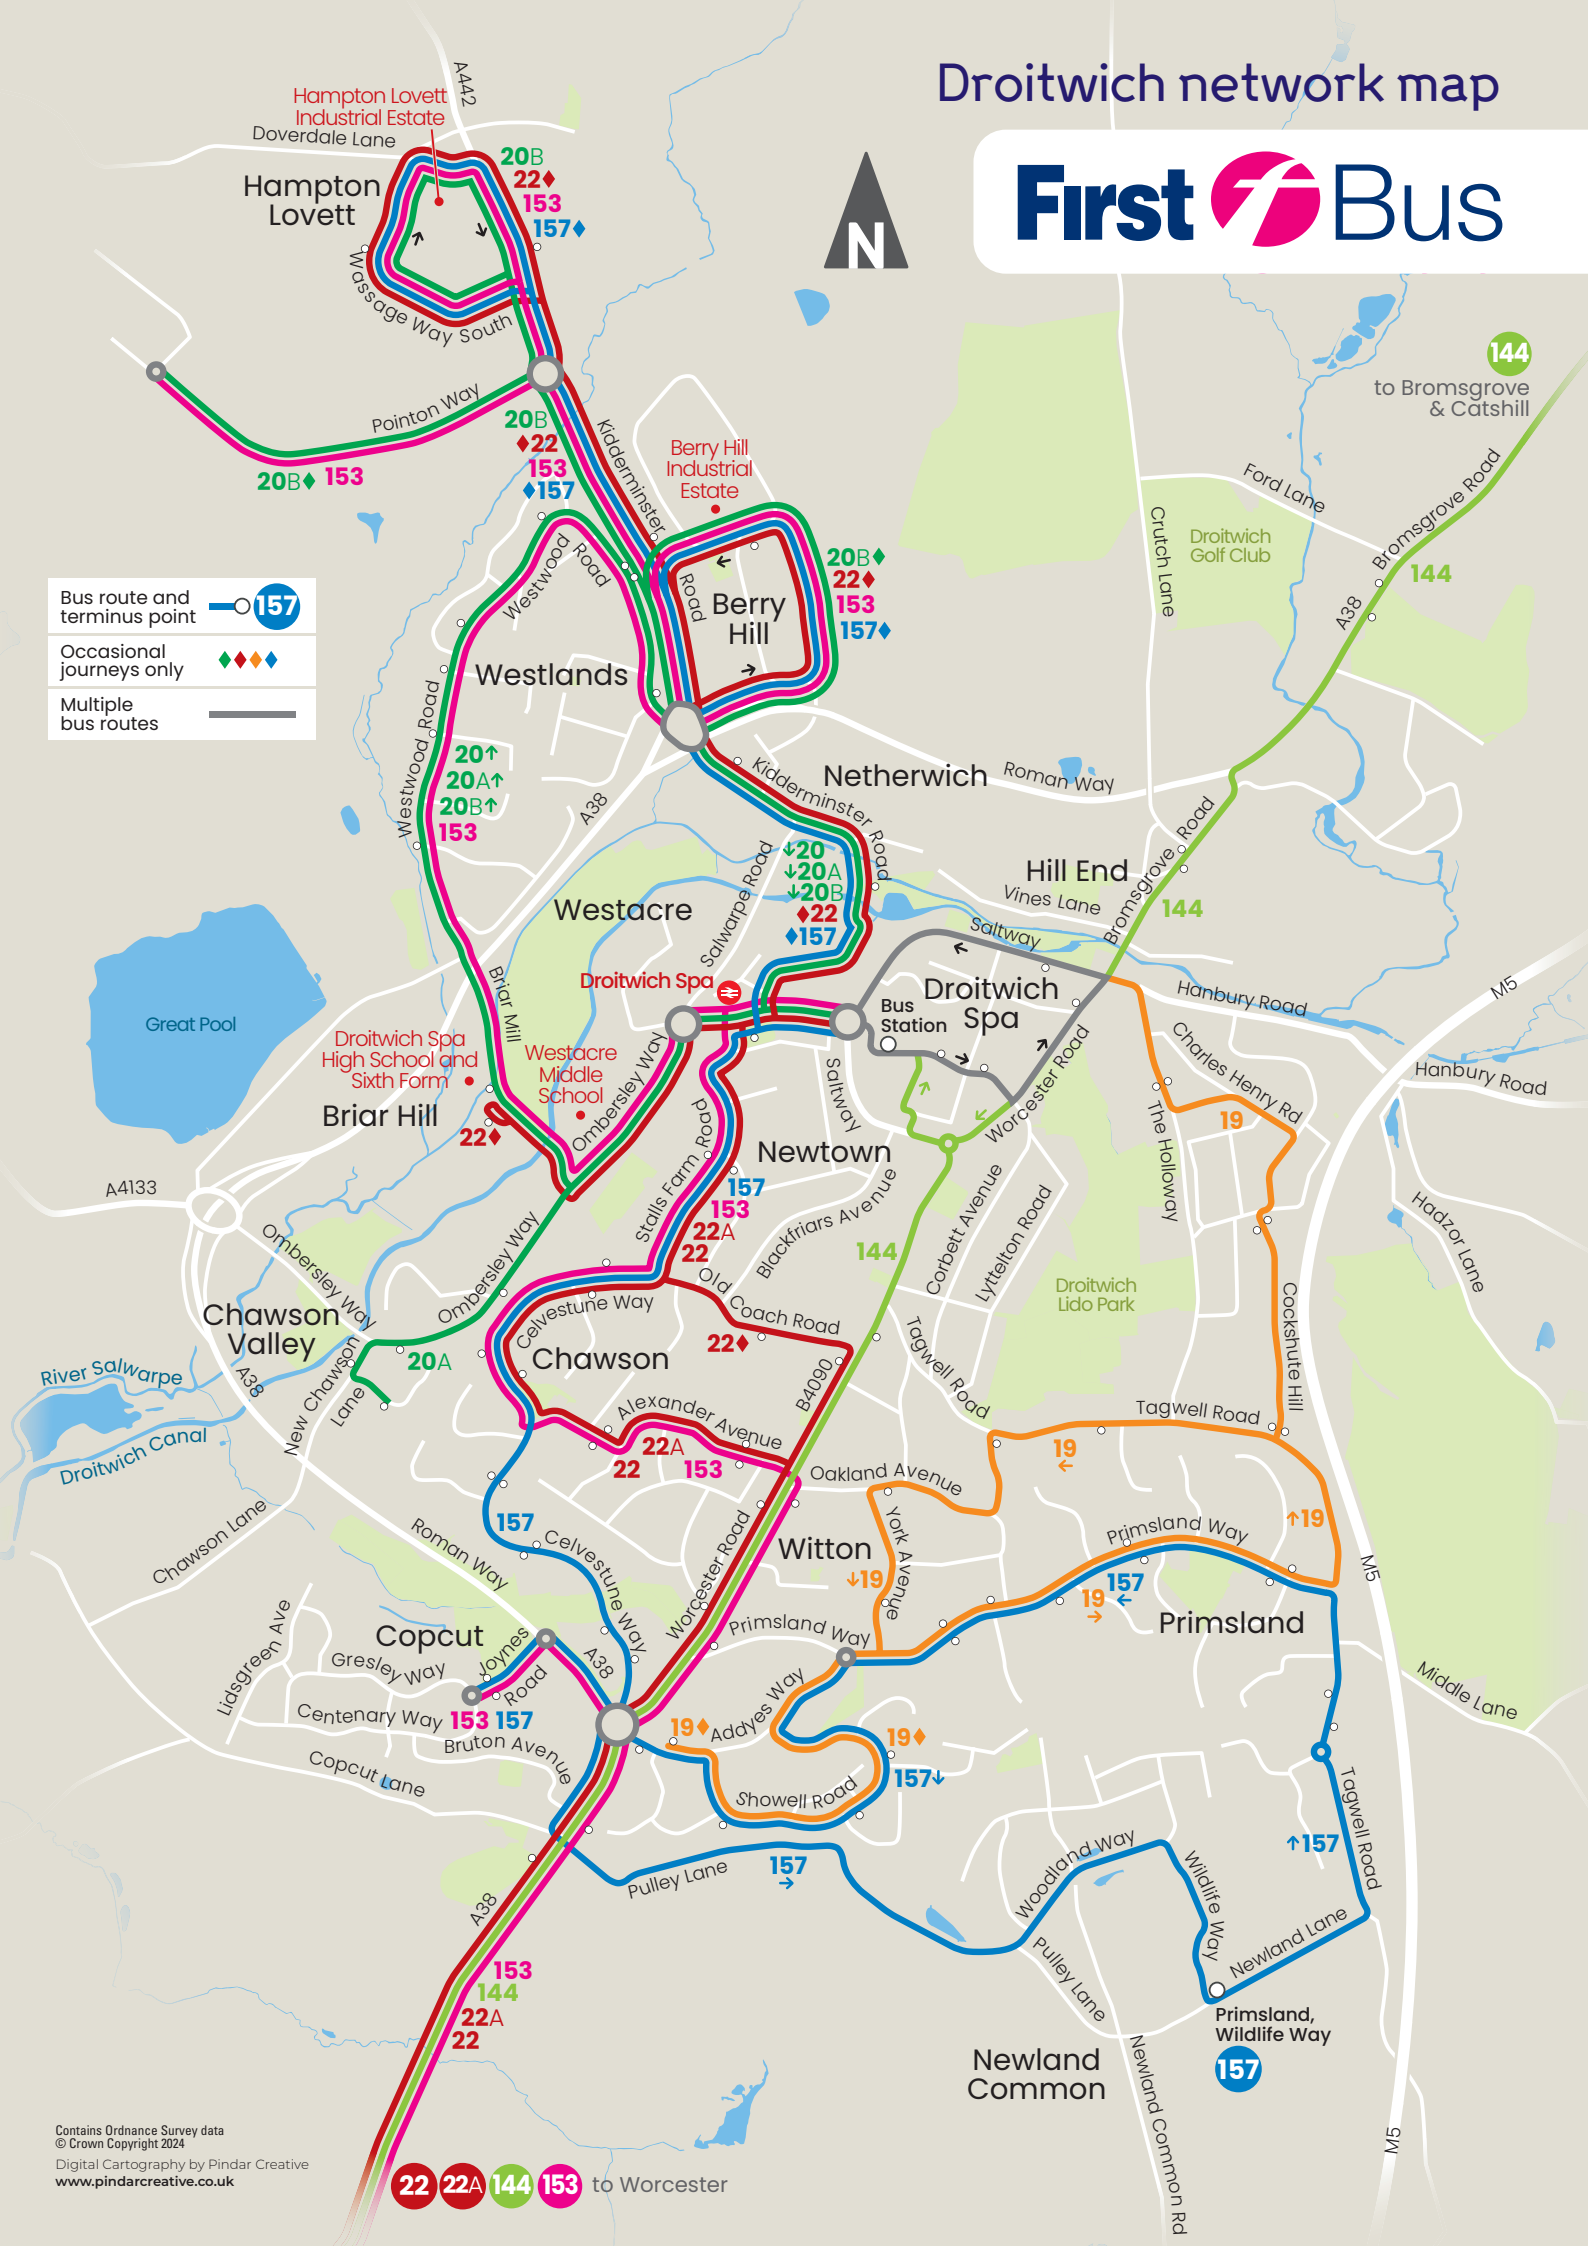 Droitwich network map
First Bus
N
A442
Hampton Lovett
Industrial Estate
Doverdale Lane
Hampton
Lovett
20B
22♦
153
157♦
Wassage Way South
144
to Bromsgrove
& Catshill
Pointon Way
20B♦ 153
20B
♦22
153
♦157
Kidderminster
Road
Berry Hill
Industrial
Estate
Ford Lane
Bromsgrove Road
Crutch Lane
Droitwich
Golf Club
144
A38
Westwood
Road
20B♦
22♦
153
157♦
Berry
Hill
Bus route and
terminus point
157
Occasional
journeys only
Multiple
bus routes
Westlands
Westwood Road
20↑
20A↑
20B↑
153
A38
Kidderminster Road
Netherwich
Roman Way
Bromsgrove Road
↓20
↓20A
↓20B
♦22
♦157
Hill End
Vines Lane
144
Westacre
Salwarpe Road
Saltway
Droitwich Spa
Droitwich
Spa
Bus
Station
Hanbury Road
M5
Great Pool
Briar Mill
Droitwich Spa
High School and
Sixth Form
Westacre
Middle
School
Ombersley Way
Briar Hill
22♦
Saltway
Worcester Road
Charles Henry Rd
Hanbury Road
19
The Holloway
Stalls Farm Road
Newtown
157
153
22A
22
Blackfriars Avenue
144
Corbett Avenue
Lyttelton Road
Hadzor Lane
A4133
Ombersley Way
Ombersley Way
Droitwich
Lido Park
Cockshute Hill
Chawson
Valley
Celvestune Way
Old Coach Road
22♦
20A
Chawson
B4090
Tagwell Road
River Salwarpe
A38
New Chawson
Lane
Droitwich Canal
Alexander Avenue
22A
22
153
Tagwell Road
19
←
Oakland Avenue
Chawson Lane
157
Roman Way
Celvestune Way
Worcester Road
Witton
York Avenue
↓19
Primsland Way
↑19
157
←
19
→
M5
Primsland
Lidsgreen Ave
Copcut
Gresley Way
Joynes
Road
A38
Primsland Way
Middle Lane
Centenary Way
153 157
Bruton Avenue
19♦
Addyes Way
19♦
157↓
Copcut Lane
Showell Road
Tagwell Road
↑157
Pulley Lane
157
→
Woodland Way
Wildlife Way
A38
Pulley Lane
Newland Lane
153
144
22A
22
Primsland,
Wildlife Way
157
Newland
Common
Newland Common Rd
M5
Contains Ordnance Survey data
© Crown Copyright 2024
Digital Cartography by Pindar Creative
www.pindarcreative.co.uk
22 22A 144 153 to Worcester